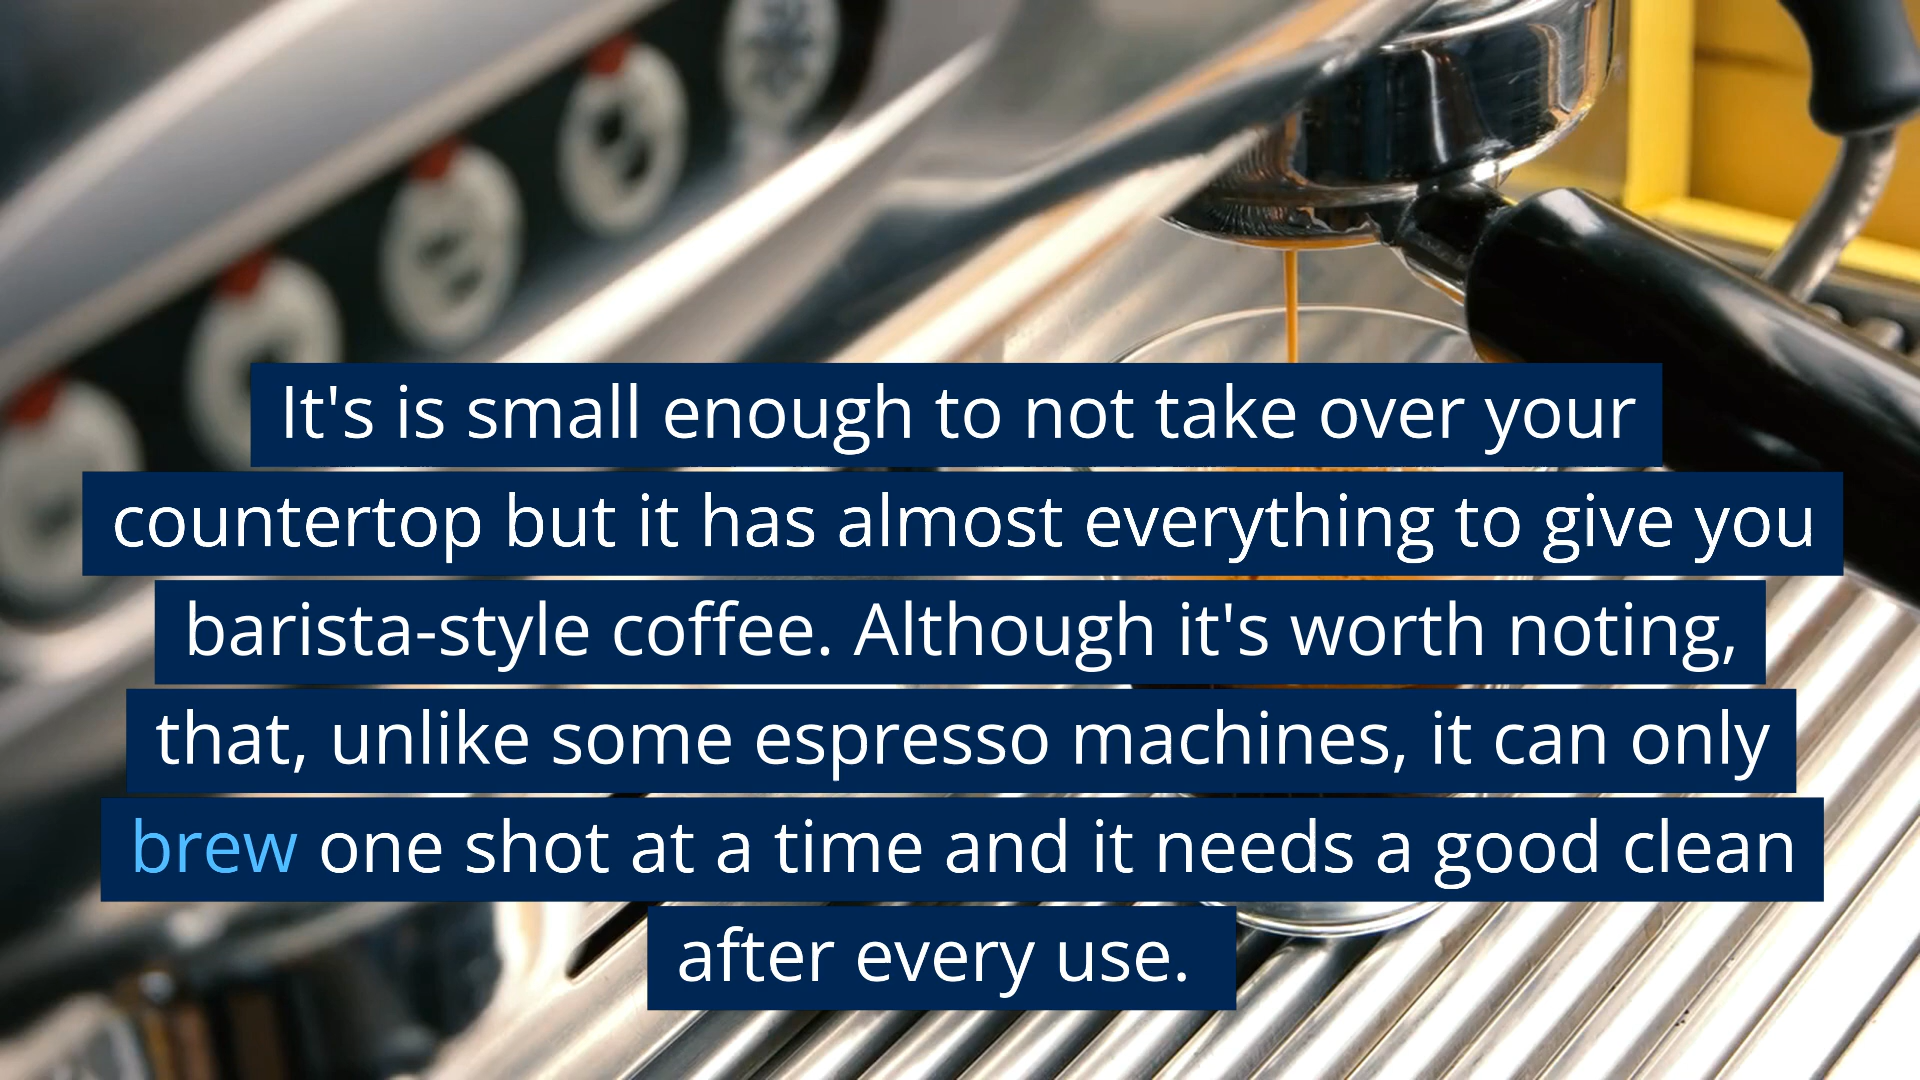 It's is small enough to not take over your
countertop but it has almost everything to give you
barista-style coffee. Although it's worth noting,
that, unlike some espresso machines, it can only
brew one shot at a time and it needs a good clean
after every use.